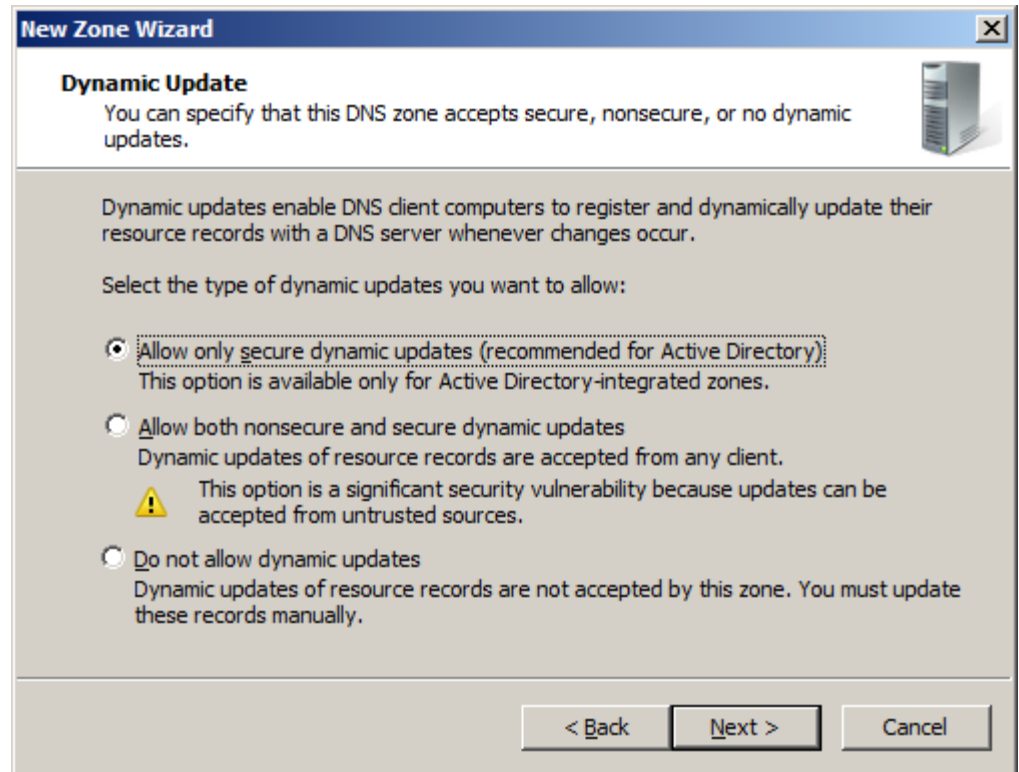 New Zone Wizard
Dynamic Update
You can specify that this DNS zone accepts secure, nonsecure, or no dynamic
updates.
Dynamic updates enable DNS client computers to register and dynamically update their
resource records with a DNS server whenever changes occur.
Select the type of dynamic updates you want to allow:
Allow only secure dynamic updates (recommended for Active Directory)
This option is available only for Active Directory-integrated zones.
Allow both nonsecure and secure dynamic updates
Dynamic updates of resource records are accepted from any client.
This option is a significant security vulnerability because updates can be
accepted from untrusted sources.
Do not allow dynamic updates
Dynamic updates of resource records are not accepted by this zone. You must update
these records manually.
< Back
Next >
Cancel